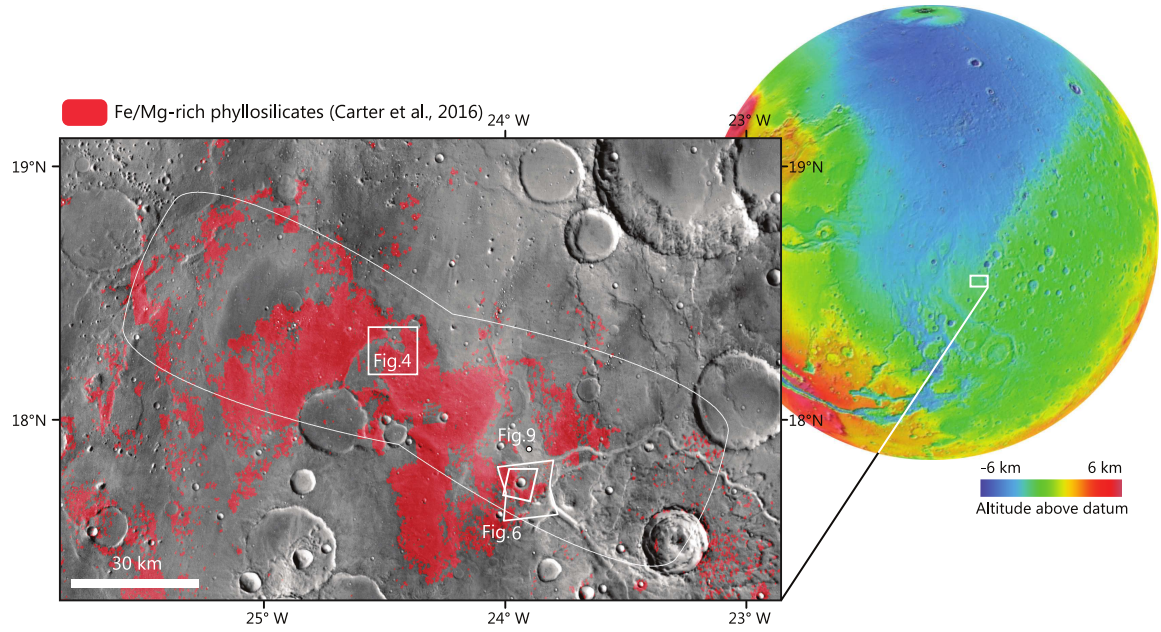 Fe/Mg-rich phyllosilicates (Carter et al., 2016)
24° W
23° W
19°N
19°N
Fig.4
18°N
18°N
Fig.9
Fig.6
30 km
25° W
24° W
23° W
-6 km
6 km
Altitude above datum